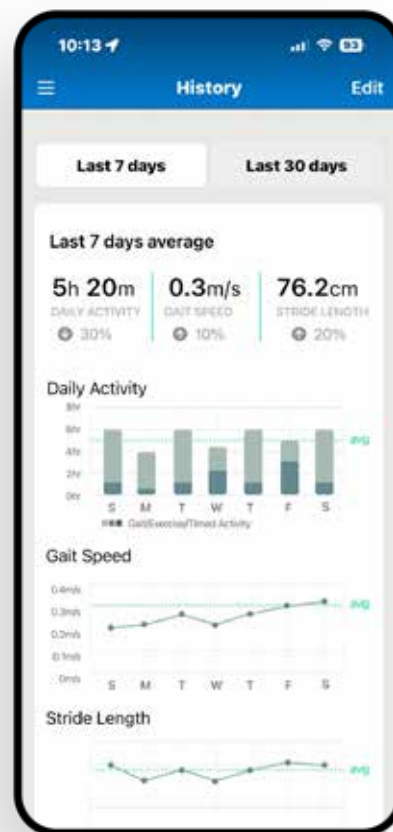 10:13 93
History Edit
Last 7 days Last 30 days
Last 7 days average
5h 20m 0.3m/s 76.2cm
DAILY ACTIVITY GAIT SPEED STRIDE LENGTH
30% 10% 20%
Daily Activity
8hr
6hr
avg
4hr
2hr
0hr
S M T W T F S
Gait/Exercise/Timed Activity
Gait Speed
0.4m/s
0.3m/s avg
0.2m/s
0.1m/s
0m/s
S M T W T F S
Stride Length
avg